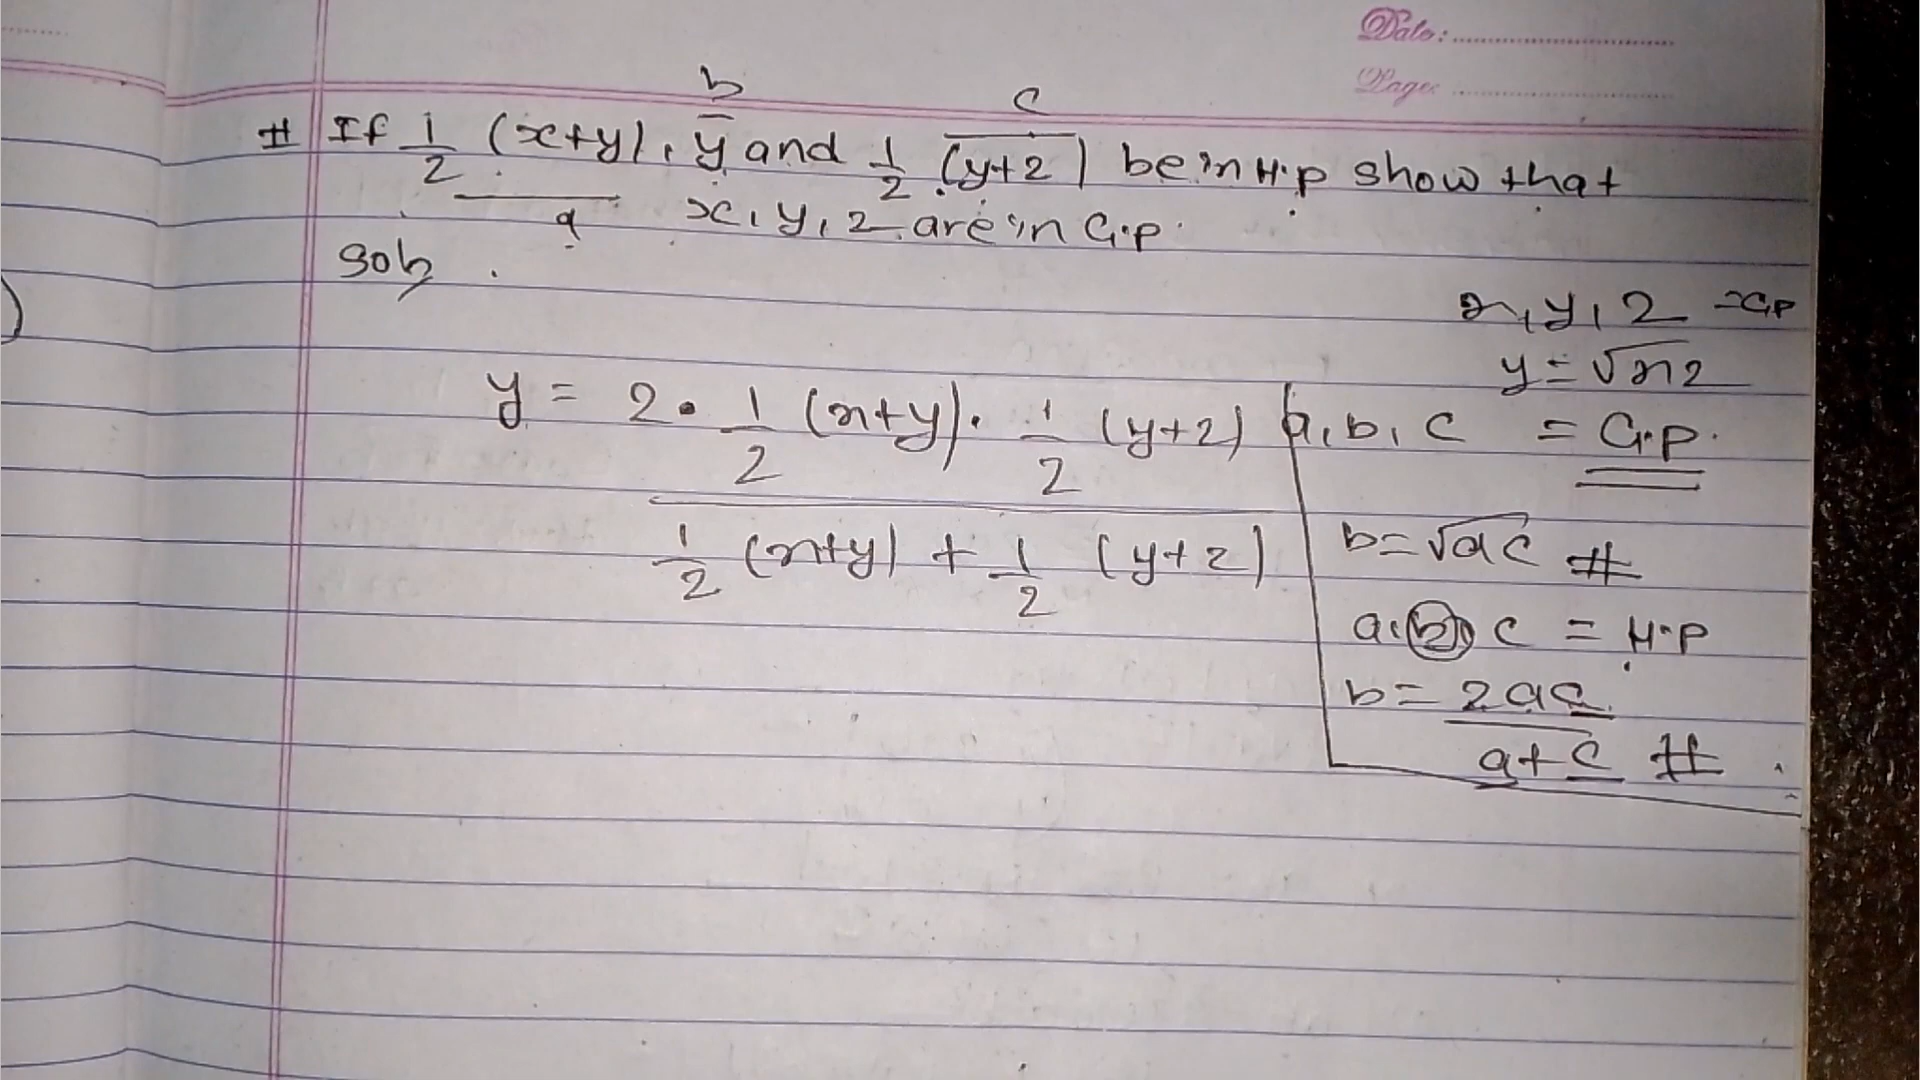 Date:
Page:
b
c
# If 1/2 (x+y), y and 1/2 (y+z) be in H.p show that
a
x, y, z are in G.p.
soln
x, y, z = G.P
y = √xz
y = 2 • 1/2 (x+y) . 1/2 (y+z)
1/2 (x+y) + 1/2 (y+z)
a, b, c = G.p.
b = √ac #
a, b, c = H.p
b = 2ac
a+c #
)